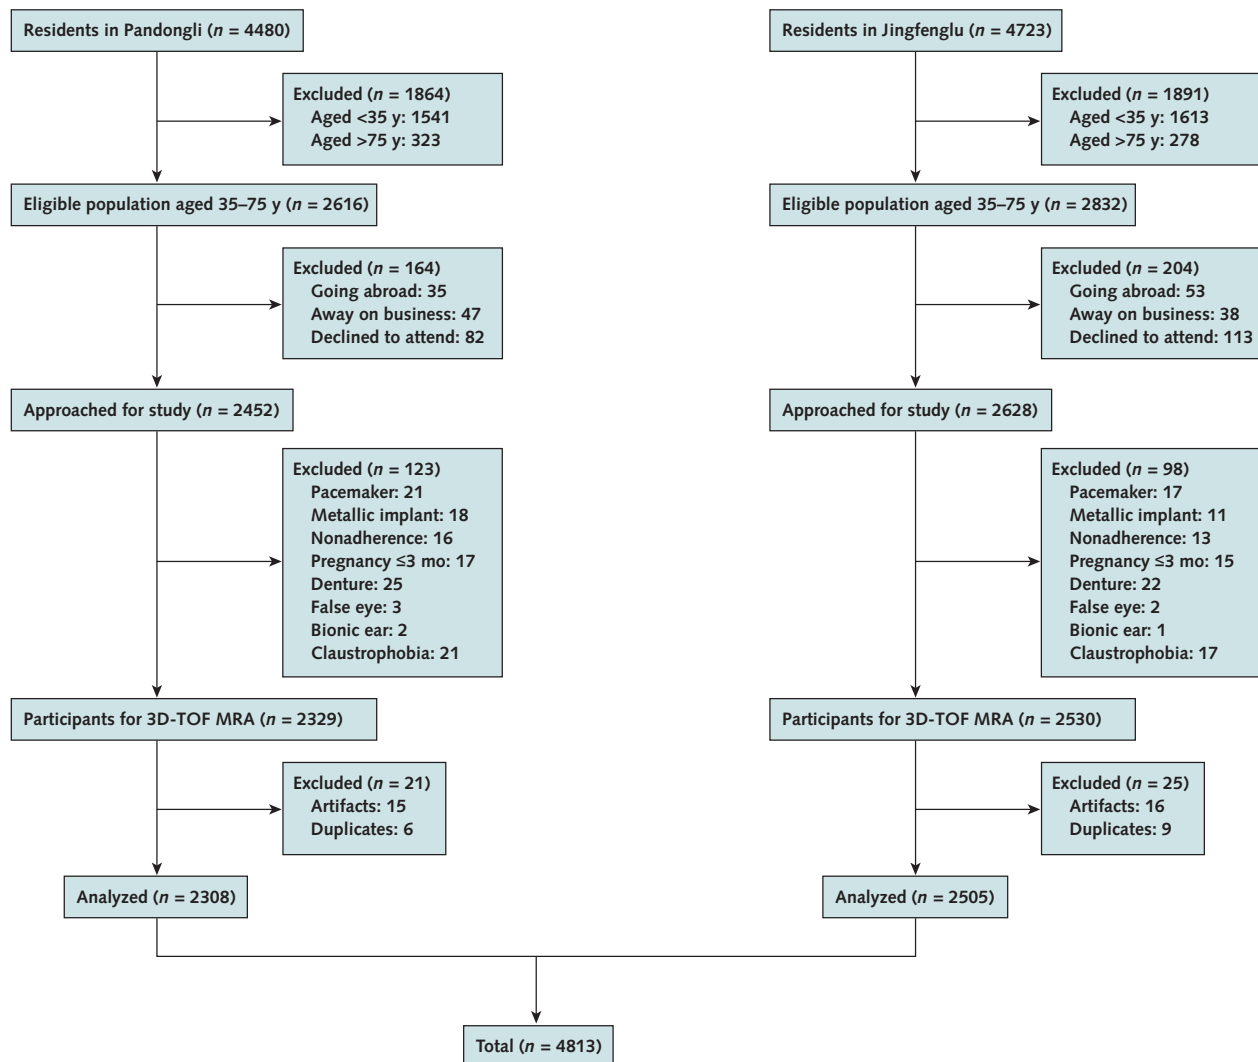 Residents in Pandongli (n = 4480)
Excluded (n = 1864)
Aged <35 y: 1541
Aged >75 y: 323
Eligible population aged 35–75 y (n = 2616)
Excluded (n = 164)
Going abroad: 35
Away on business: 47
Declined to attend: 82
Approached for study (n = 2452)
Excluded (n = 123)
Pacemaker: 21
Metallic implant: 18
Nonadherence: 16
Pregnancy ≤3 mo: 17
Denture: 25
False eye: 3
Bionic ear: 2
Claustrophobia: 21
Participants for 3D-TOF MRA (n = 2329)
Excluded (n = 21)
Artifacts: 15
Duplicates: 6
Analyzed (n = 2308)
Residents in Jingfenglu (n = 4723)
Excluded (n = 1891)
Aged <35 y: 1613
Aged >75 y: 278
Eligible population aged 35–75 y (n = 2832)
Excluded (n = 204)
Going abroad: 53
Away on business: 38
Declined to attend: 113
Approached for study (n = 2628)
Excluded (n = 98)
Pacemaker: 17
Metallic implant: 11
Nonadherence: 13
Pregnancy ≤3 mo: 15
Denture: 22
False eye: 2
Bionic ear: 1
Claustrophobia: 17
Participants for 3D-TOF MRA (n = 2530)
Excluded (n = 25)
Artifacts: 16
Duplicates: 9
Analyzed (n = 2505)
Total (n = 4813)